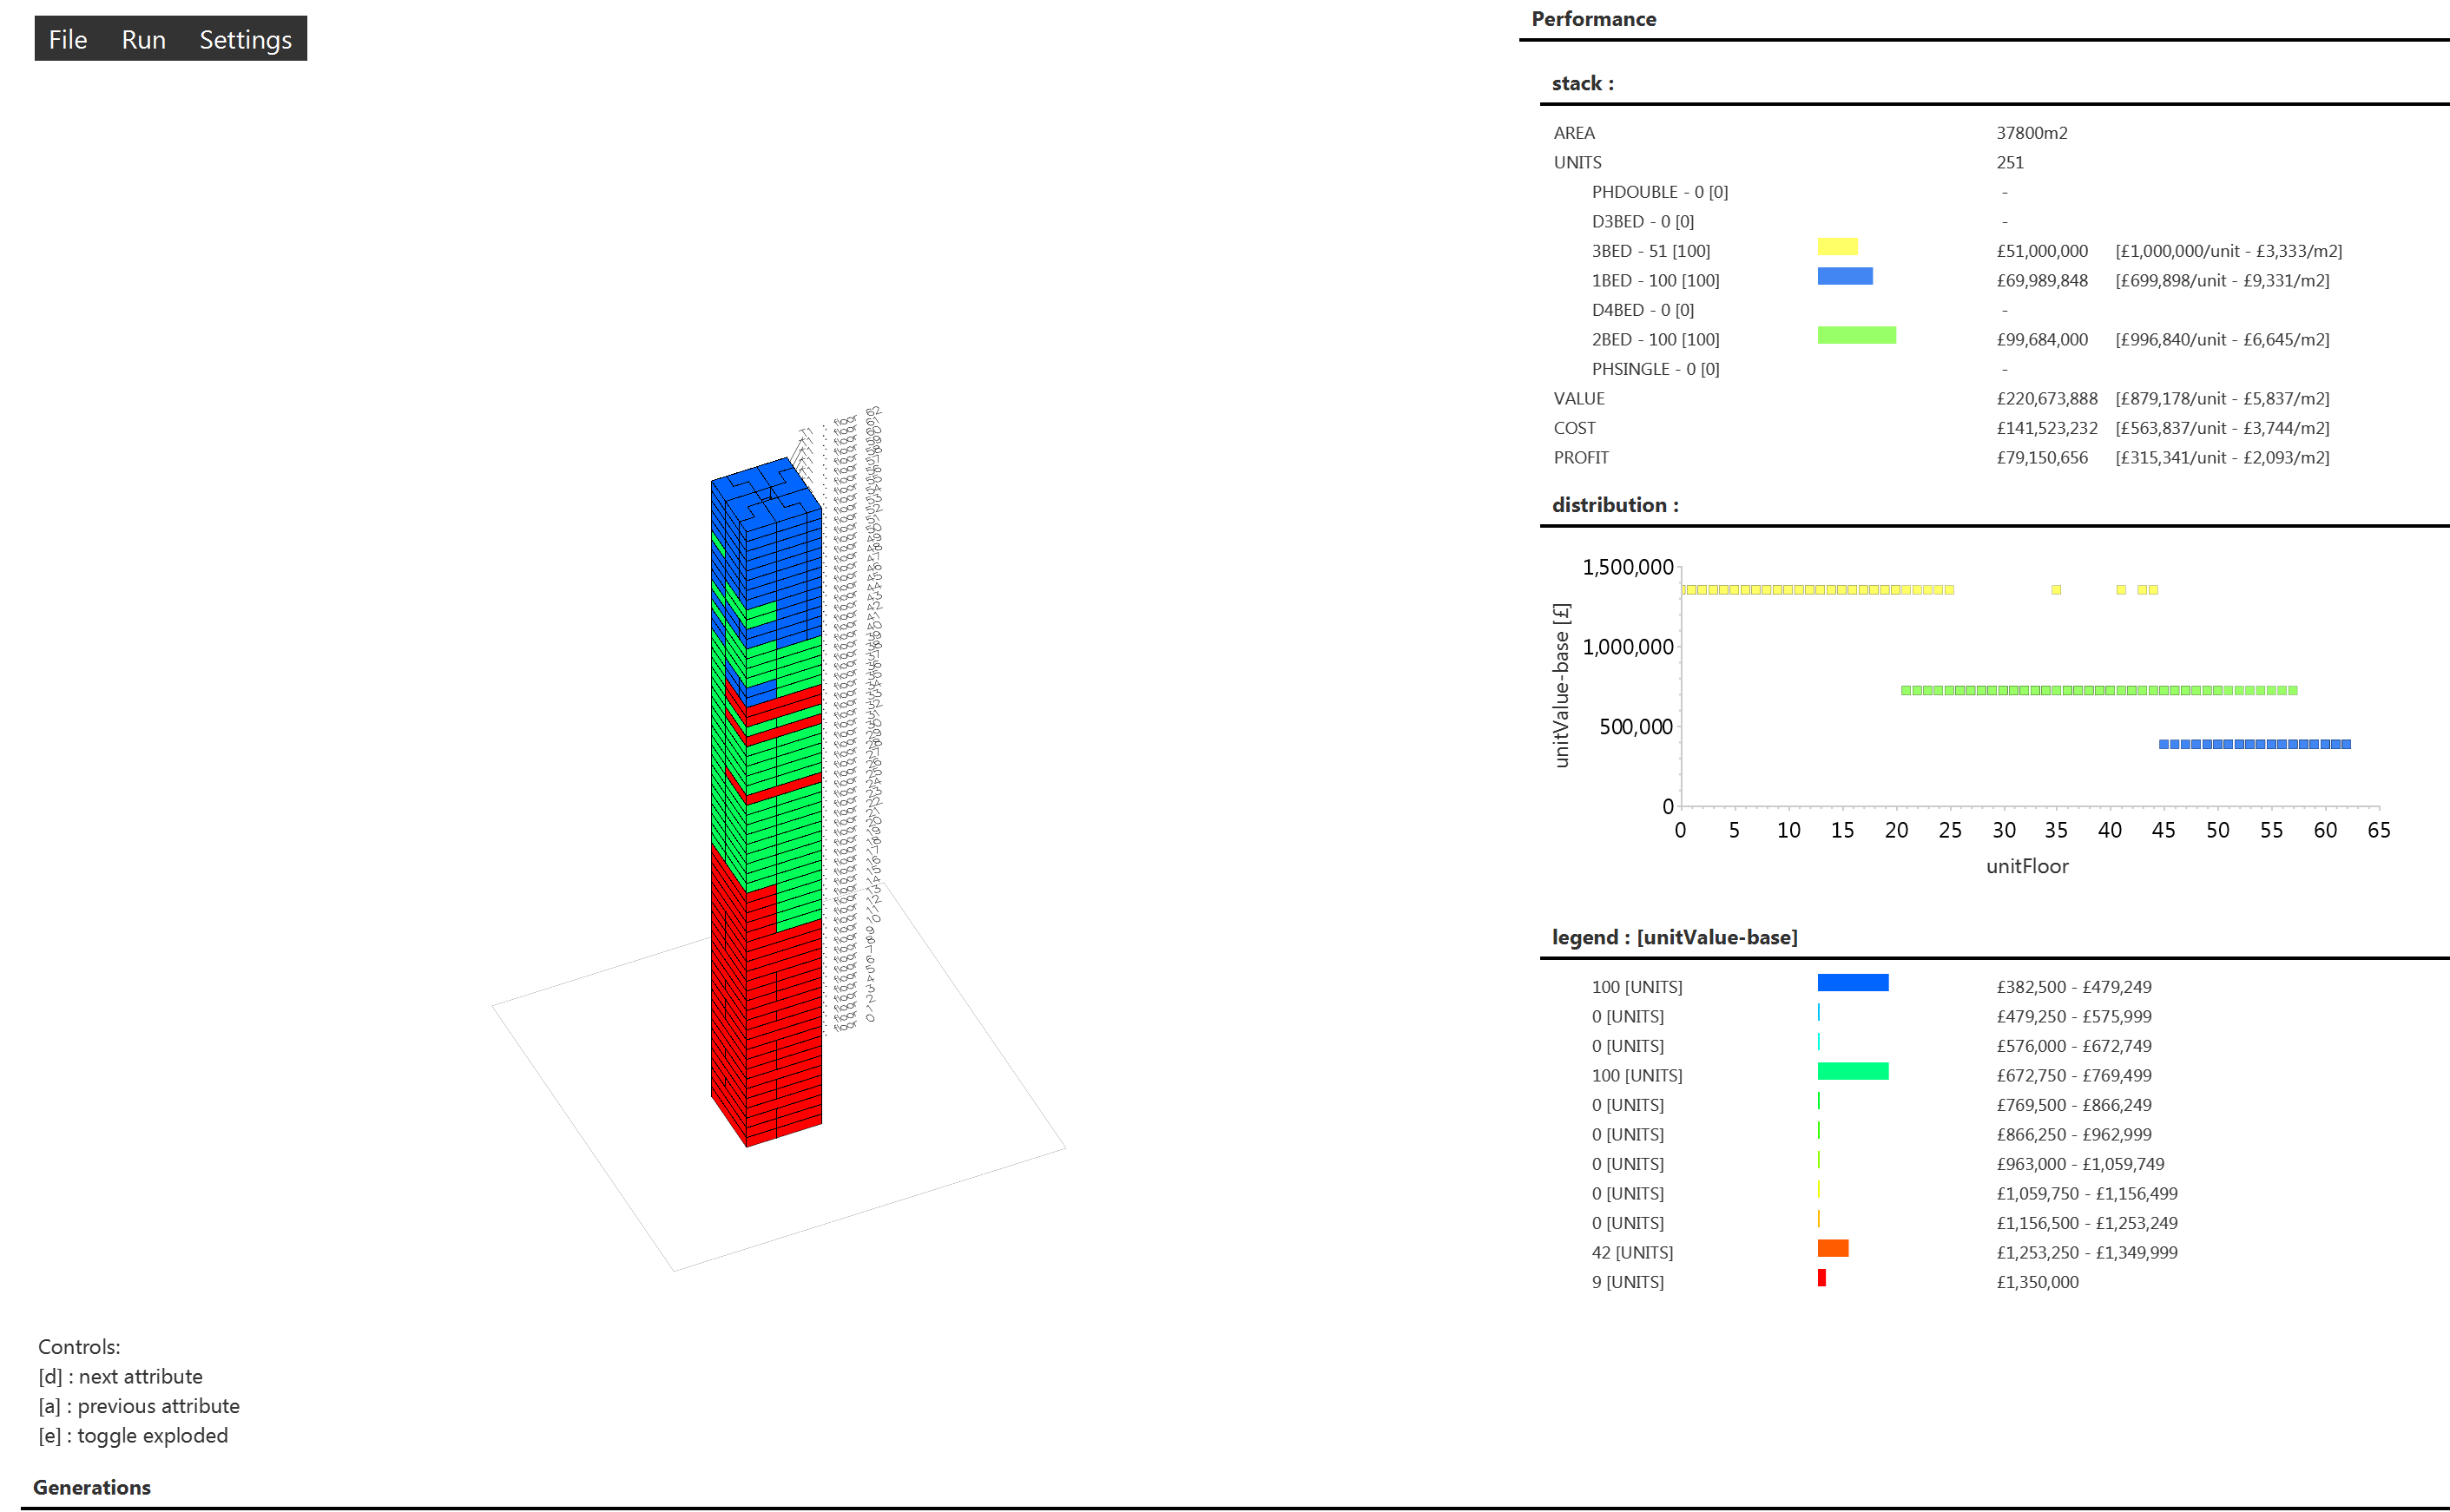 File Run Settings
Performance
stack :
AREA 37800m2
UNITS 251
PHDOUBLE - 0 [0] -
D3BED - 0 [0] -
3BED - 51 [100] £51,000,000 [£1,000,000/unit - £3,333/m2]
1BED - 100 [100] £69,989,848 [£699,898/unit - £9,331/m2]
D4BED - 0 [0] -
2BED - 100 [100] £99,684,000 [£996,840/unit - £6,645/m2]
PHSINGLE - 0 [0] -
VALUE £220,673,888 [£879,178/unit - £5,837/m2]
COST £141,523,232 [£563,837/unit - £3,744/m2]
PROFIT £79,150,656 [£315,341/unit - £2,093/m2]
distribution :
unitValue-base [£]
1,500,000
1,000,000
500,000
0
0 5 10 15 20 25 30 35 40 45 50 55 60 65
unitFloor
legend : [unitValue-base]
100 [UNITS] £382,500 - £479,249
0 [UNITS] £479,250 - £575,999
0 [UNITS] £576,000 - £672,749
100 [UNITS] £672,750 - £769,499
0 [UNITS] £769,500 - £866,249
0 [UNITS] £866,250 - £962,999
0 [UNITS] £963,000 - £1,059,749
0 [UNITS] £1,059,750 - £1,156,499
0 [UNITS] £1,156,500 - £1,253,249
42 [UNITS] £1,253,250 - £1,349,999
9 [UNITS] £1,350,000
Controls:
[d] : next attribute
[a] : previous attribute
[e] : toggle exploded
Generations